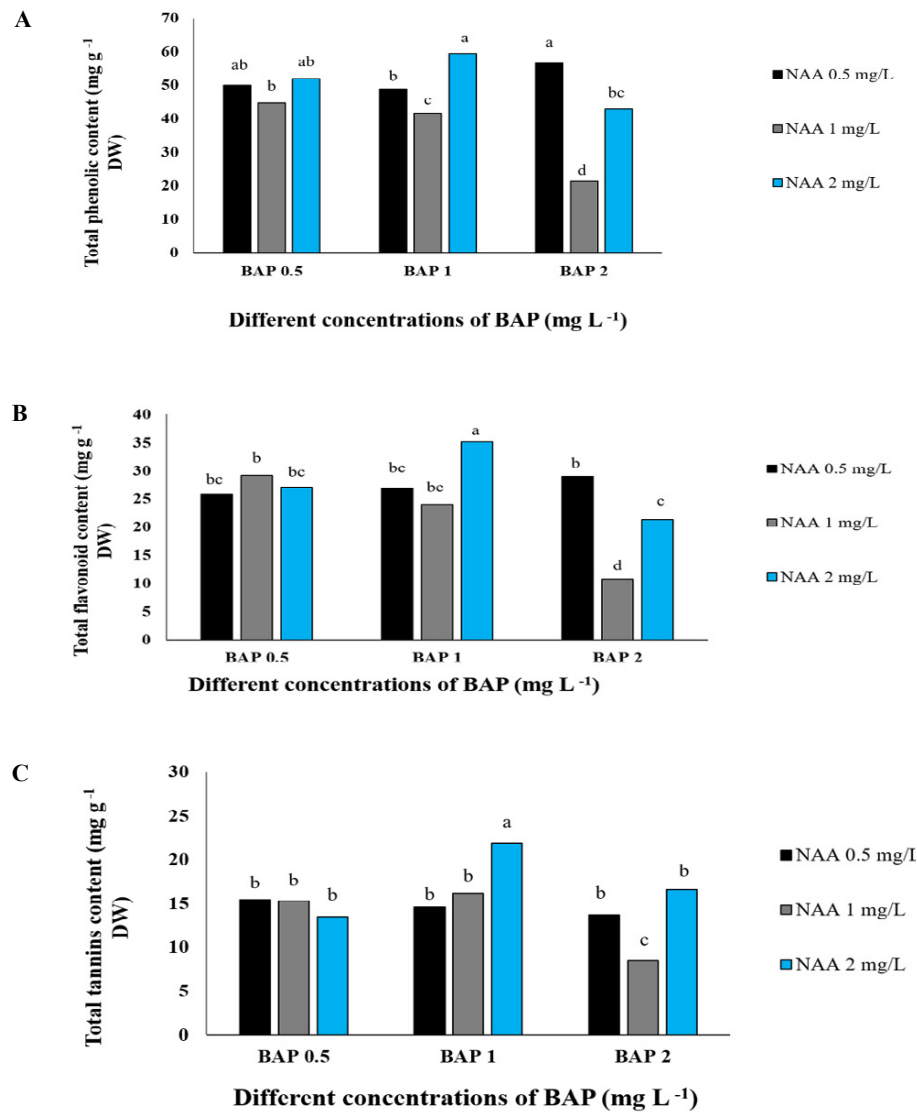 A
Total phenolic content (mg g -1
DW)
70
60
50
40
30
20
10
0
ab
b
ab
b
c
a
a
d
bc
BAP 0.5
BAP 1
BAP 2
Different concentrations of BAP (mg L -1)
NAA 0.5 mg/L
NAA 1 mg/L
NAA 2 mg/L
B
Total flavonoid content (mg g -1
DW)
40
35
30
25
20
15
10
5
0
bc
b
bc
bc
bc
a
b
d
c
BAP 0.5
BAP 1
BAP 2
Different concentrations of BAP (mg L -1)
NAA 0.5 mg/L
NAA 1 mg/L
NAA 2 mg/L
C
Total tannins content (mg g -1
DW)
30
25
20
15
10
5
0
b
b
b
b
b
a
b
c
b
BAP 0.5
BAP 1
BAP 2
Different concentrations of BAP (mg L -1)
NAA 0.5 mg/L
NAA 1 mg/L
NAA 2 mg/L